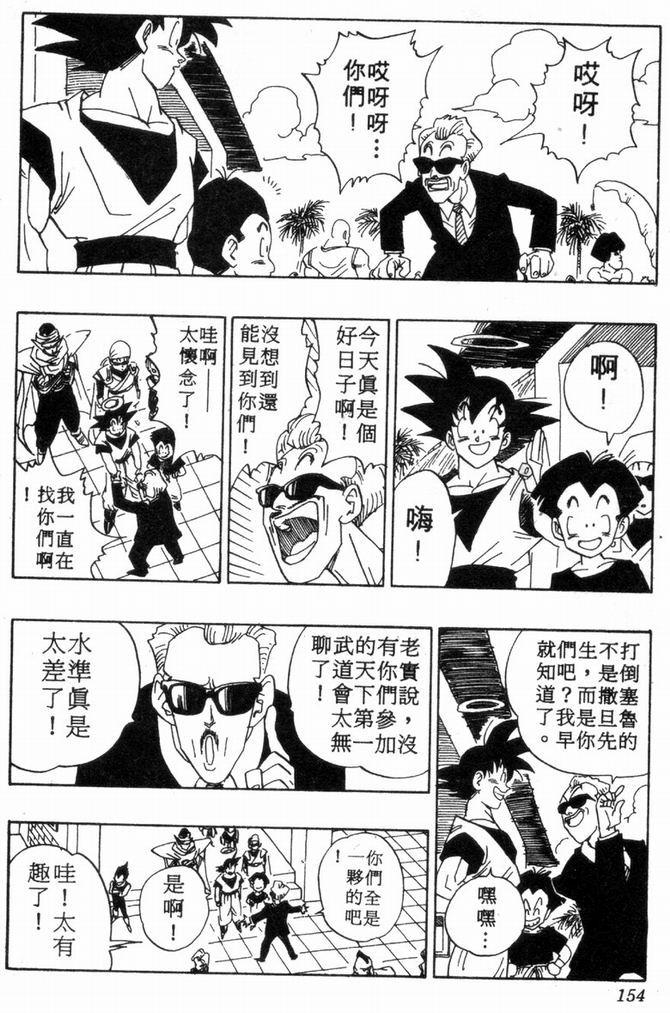 哎呀！
哎呀呀⋯
你們！
啊！
嗨！
今天眞是個
好日子啊！
沒想到還
能見到你們！
哇啊——
太懷念了！
我一直在
找你們啊
！
打倒塞魯的
不是撒旦先
生，而是你
們吧？我早
就知道了。
嘿嘿⋯
老實說，沒
有你們參加
的天下第一
武道會太無
聊了！
水準眞是
太差了！
你們全是
一夥的吧
！
是啊！
哇！太有
趣了！
154